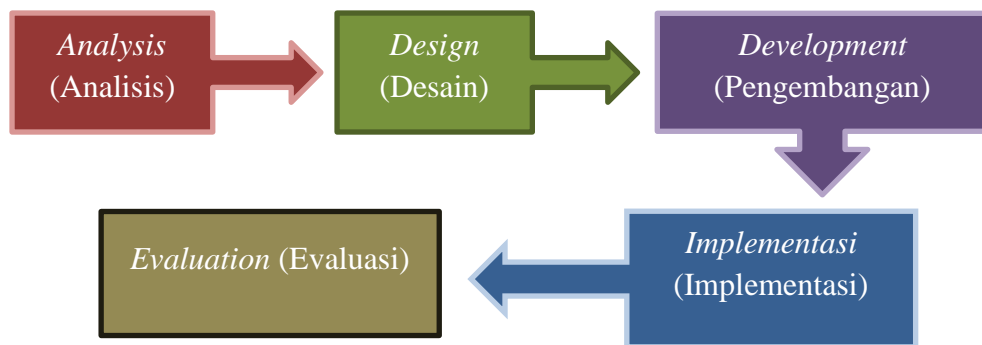 Analysis
(Analisis)
Design
(Desain)
Development
(Pengembangan)
Implementasi
(Implementasi)
Evaluation (Evaluasi)